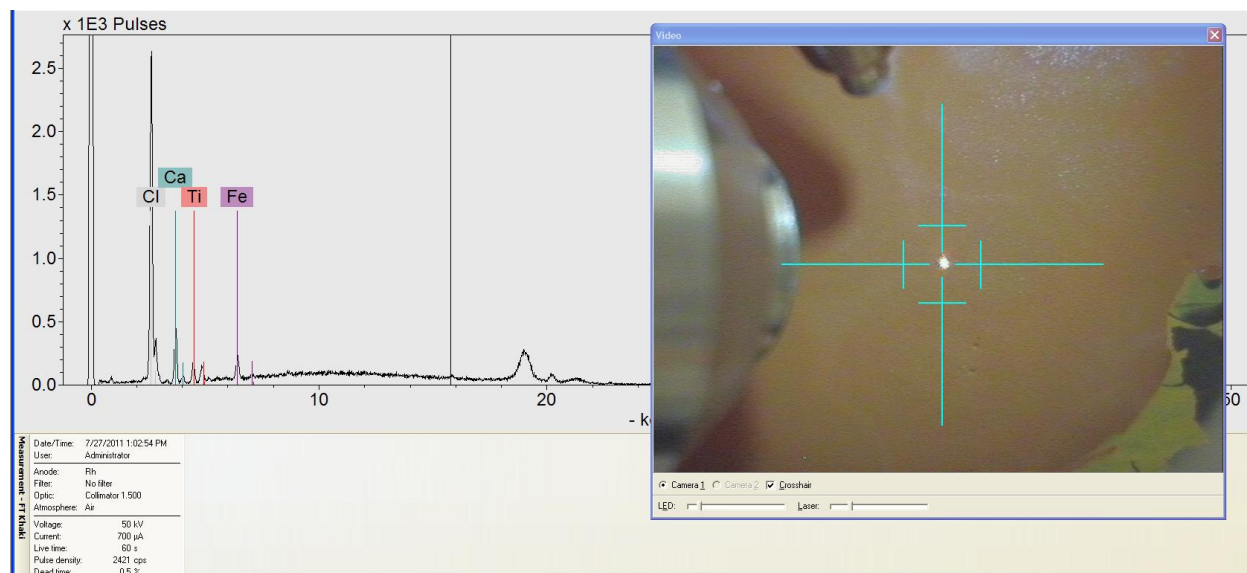 x 1E3 Pulses
2.5
2.0
1.5
1.0
0.5
0.0
Ca
Cl Ti Fe
0 10 20 50
- k
Video
Camera 1 Camera 2 Crosshair
LED: Laser:
Measurement - FT Khaki
Date/Time: 7/27/2011 1:02:54 PM
User: Administrator
Anode: Rh
Filter: No filter
Optic: Collimator 1.500
Atmosphere: Air
Voltage: 50 kV
Current: 700 µA
Live time: 60 s
Pulse density: 2421 cps
Dead time: 0.5 %